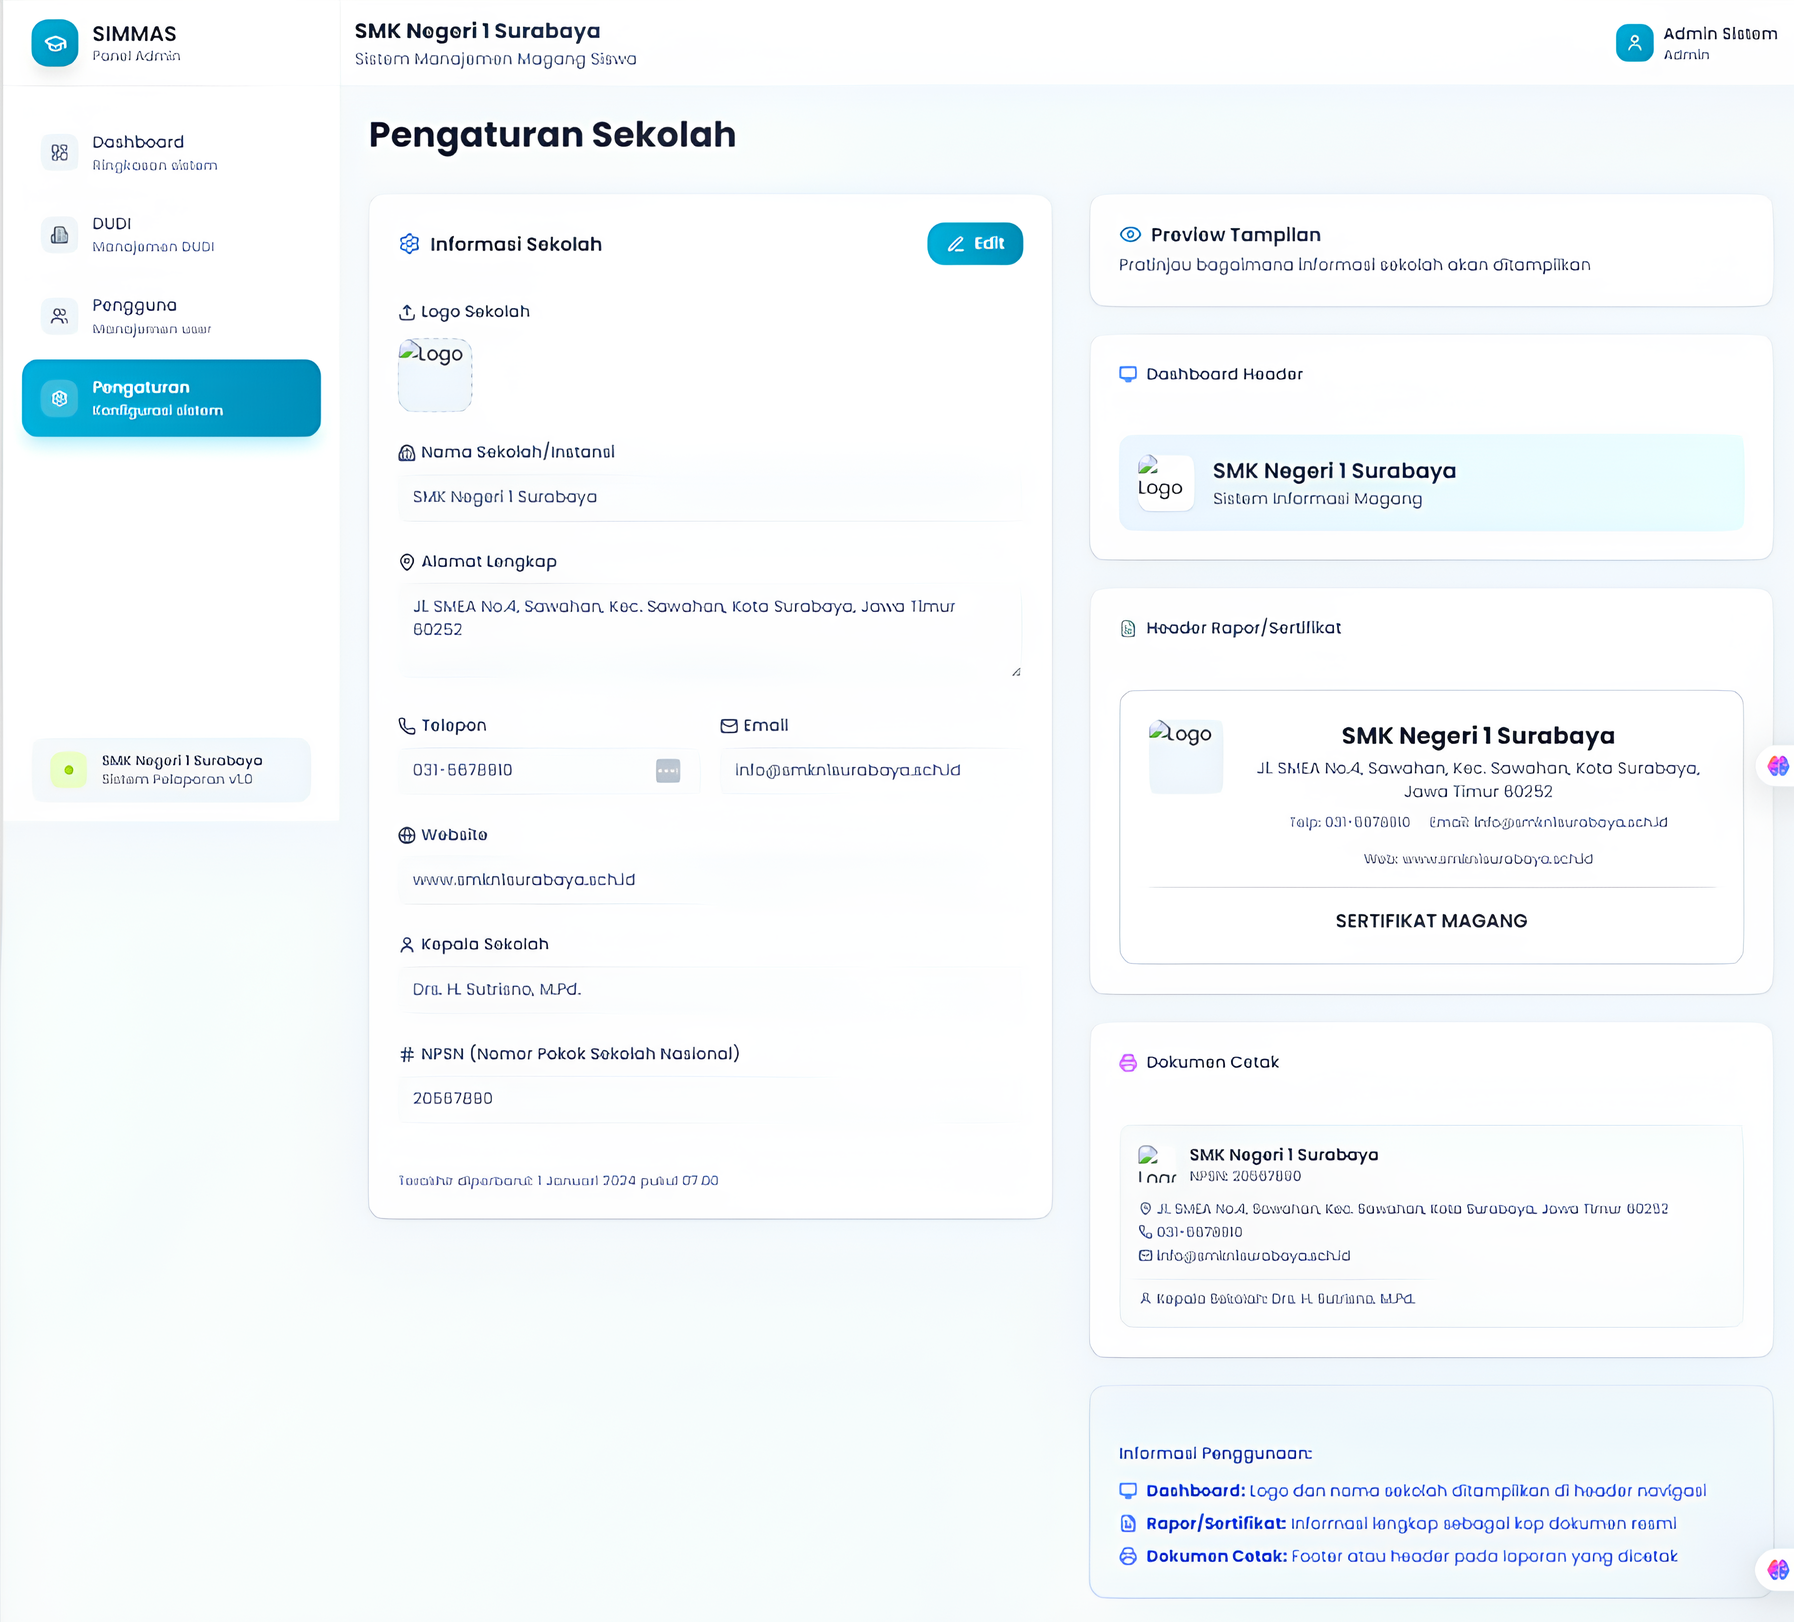 SIMMAS
Panel Admin
SMK Negeri 1 Surabaya
Sistem Manajemen Magang Siswa
Admin Sistem
Admin
Dashboard
Ringkasan sistem
DUDI
Manajemen DUDI
Pengguna
Manajemen user
Pengaturan
Konfigurasi sistem
SMK Negeri 1 Surabaya
Sistem Pelaporan v1.0
Pengaturan Sekolah
Informasi Sekolah
Edit
Logo Sekolah
Logo
Nama Sekolah/Instansi
SMK Negeri 1 Surabaya
Alamat Lengkap
Jl. SMEA No.4, Sawahan, Kec. Sawahan, Kota Surabaya, Jawa Timur
60252
Telepon
Email
031-5678910
info@smkn1surabaya.sch.id
Website
www.smkn1surabaya.sch.id
Kepala Sekolah
Drs. H. Sutrisno, M.Pd.
NPSN (Nomor Pokok Sekolah Nasional)
Terakhir diperbarui: 1 Januari 2024 pukul 07.00
Preview Tampilan
Pratinjau bagaimana informasi sekolah akan ditampilkan
Dashboard Header
Logo
SMK Negeri 1 Surabaya
Sistem Informasi Magang
Header Rapor/Sertifikat
Logo
SMK Negeri 1 Surabaya
Jl. SMEA No.4, Sawahan, Kec. Sawahan, Kota Surabaya,
Jawa Timur 60252
Telp: 031-5678910 Email: info@smkn1surabaya.sch.id
Web: www.smkn1surabaya.sch.id
SERTIFIKAT MAGANG
Dokumen Cetak
Logo
SMK Negeri 1 Surabaya
NPSN:
Jl. SMEA No.4, Sawahan, Kec. Sawahan, Kota Surabaya, Jawa Timur 60252
031-5678910
info@smkn1surabaya.sch.id
Kepala Sekolah: Drs. H. Sutrisno, M.Pd.
Informasi Penggunaan:
Dashboard: Logo dan nama sekolah ditampilkan di header navigasi
Rapor/Sertifikat: Informasi lengkap sebagai kop dokumen resmi
Dokumen Cetak: Footer atau header pada laporan yang dicetak